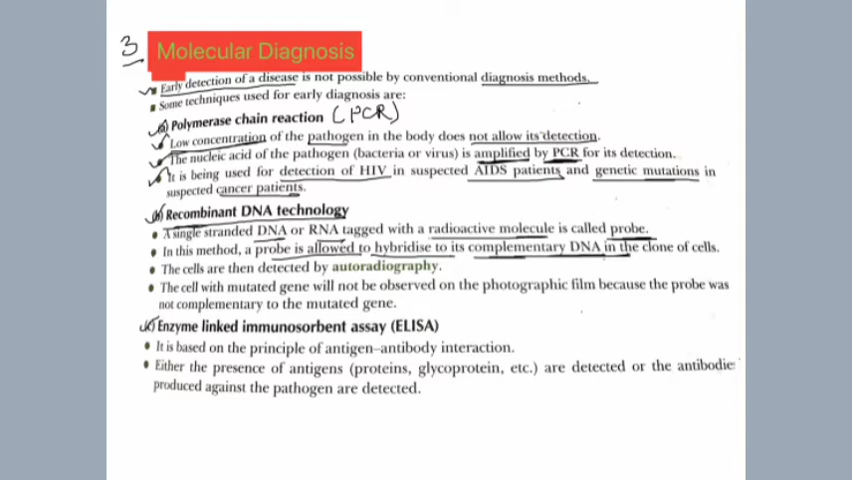 3 Molecular Diagnosis
Early detection of a disease is not possible by conventional diagnosis methods.
Some techniques used for early diagnosis are:
(a) Polymerase chain reaction (PCR)
Low concentration of the pathogen in the body does not allow its detection.
The nucleic acid of the pathogen (bacteria or virus) is amplified by PCR for its detection.
It is being used for detection of HIV in suspected AIDS patients and genetic mutations in
suspected cancer patients.
(b) Recombinant DNA technology
• A single stranded DNA or RNA tagged with a radioactive molecule is called probe.
• In this method, a probe is allowed to hybridise to its complementary DNA in the clone of cells.
• The cells are then detected by autoradiography.
• The cell with mutated gene will not be observed on the photographic film because the probe was
not complementary to the mutated gene.
(c) Enzyme linked immunosorbent assay (ELISA)
• It is based on the principle of antigen–antibody interaction.
• Either the presence of antigens (proteins, glycoprotein, etc.) are detected or the antibodie
produced against the pathogen are detected.